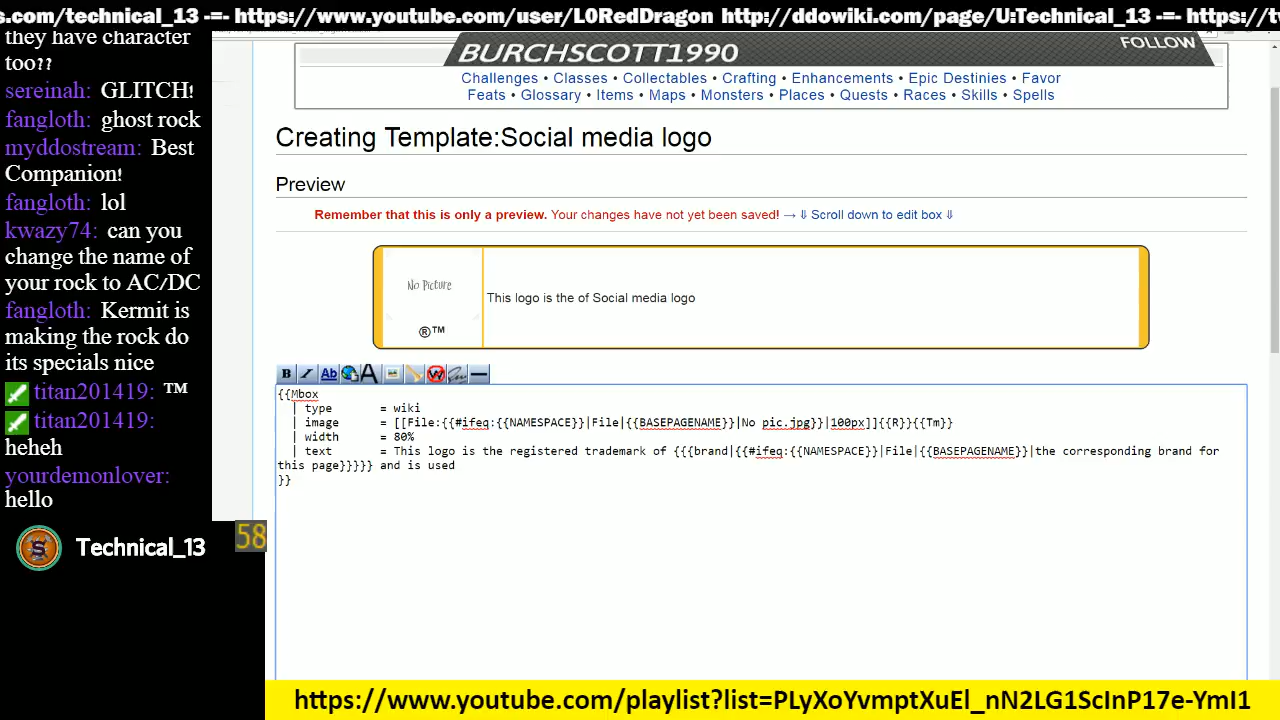 s.com/technical_13 -=- https://www.youtube.com/user/L0RedDragon http://ddowiki.com/page/U:Technical_13 -=- https://t
they have character
too??
sereinah: GLITCH!
fangloth: ghost rock
myddostream: Best
Companion!
fangloth: lol
kwazy74: can you
change the name of
your rock to AC/DC
fangloth: Kermit is
making the rock do
its specials nice
titan201419: ™
titan201419:
heheh
yourdemonlover:
hello
Technical_13
58
BURCHSCOTT1990
FOLLOW
Challenges • Classes • Collectables • Crafting • Enhancements • Epic Destinies • Favor
Feats • Glossary • Items • Maps • Monsters • Places • Quests • Races • Skills • Spells
Creating Template:Social media logo
Preview
Remember that this is only a preview. Your changes have not yet been saved! → ⇓ Scroll down to edit box ⇓
No Picture
®™
This logo is the of Social media logo
B I Ab A W
{{Mbox
| type = wiki
| image = [[File:{{#ifeq:{{NAMESPACE}}|File|{{BASEPAGENAME}}|No pic.jpg}}|100px]]{{R}}{{Tm}}
| width = 80%
| text = This logo is the registered trademark of {{{brand|{{#ifeq:{{NAMESPACE}}|File|{{BASEPAGENAME}}|the corresponding brand for
this page}}}}} and is used
}}
https://www.youtube.com/playlist?list=PLyXoYvmptXuEl_nN2LG1ScInP17e-YmI1